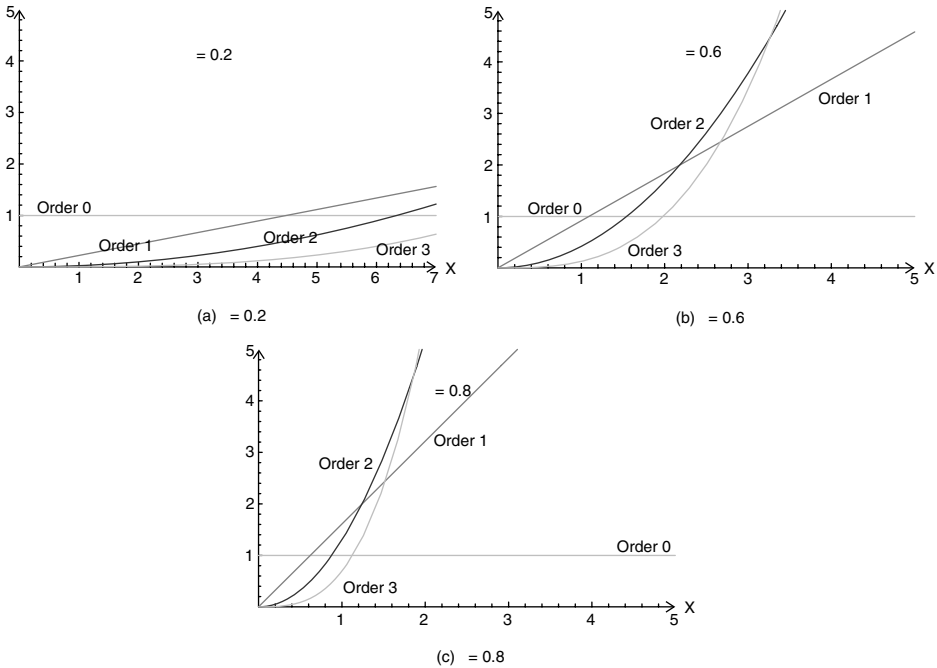 5
4
3
2
1
= 0.2
Order 0
Order 1
Order 2
Order 3
X
1 2 3 4 5 6 7
(a) = 0.2
5
4
3
2
1
= 0.6
Order 1
Order 2
Order 0
Order 3
X
1 2 3 4 5
(b) = 0.6
5
4
3
2
1
= 0.8
Order 1
Order 2
Order 0
Order 3
X
1 2 3 4 5
(c) = 0.8